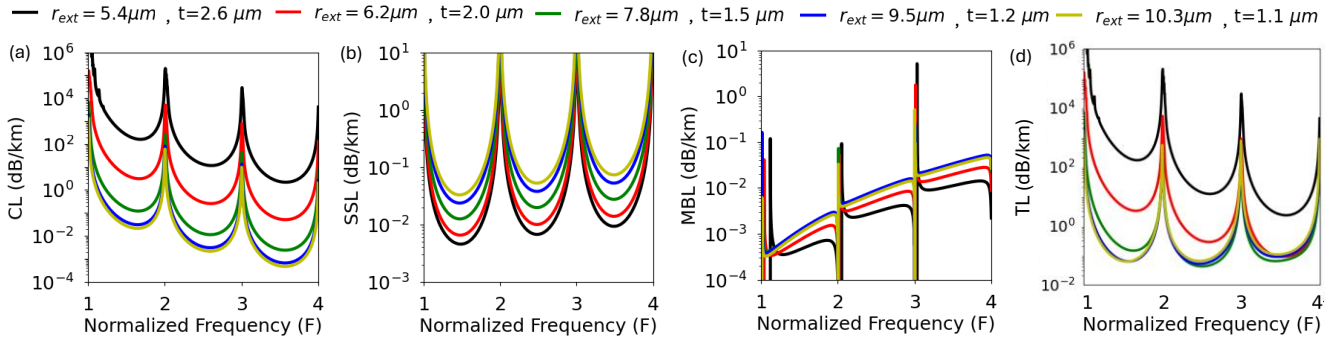 r_ext = 5.4μm , t=2.6 μm r_ext = 6.2μm , t=2.0 μm r_ext = 7.8μm , t=1.5 μm r_ext = 9.5μm , t=1.2 μm r_ext = 10.3μm , t=1.1 μm
(a)
CL (dB/km)
10^6
10^4
10^2
10^0
10^-2
10^-4
1 2 3 4
Normalized Frequency (F)
(b)
SSL (dB/km)
10^1
10^0
10^-1
10^-2
10^-3
1 2 3 4
Normalized Frequency (F)
(c)
MBL (dB/km)
10^1
10^0
10^-1
10^-2
10^-3
10^-4
1 2 3 4
Normalized Frequency (F)
(d)
TL (dB/km)
10^6
10^4
10^2
10^0
10^-2
1 2 3 4
Normalized Frequency (F)